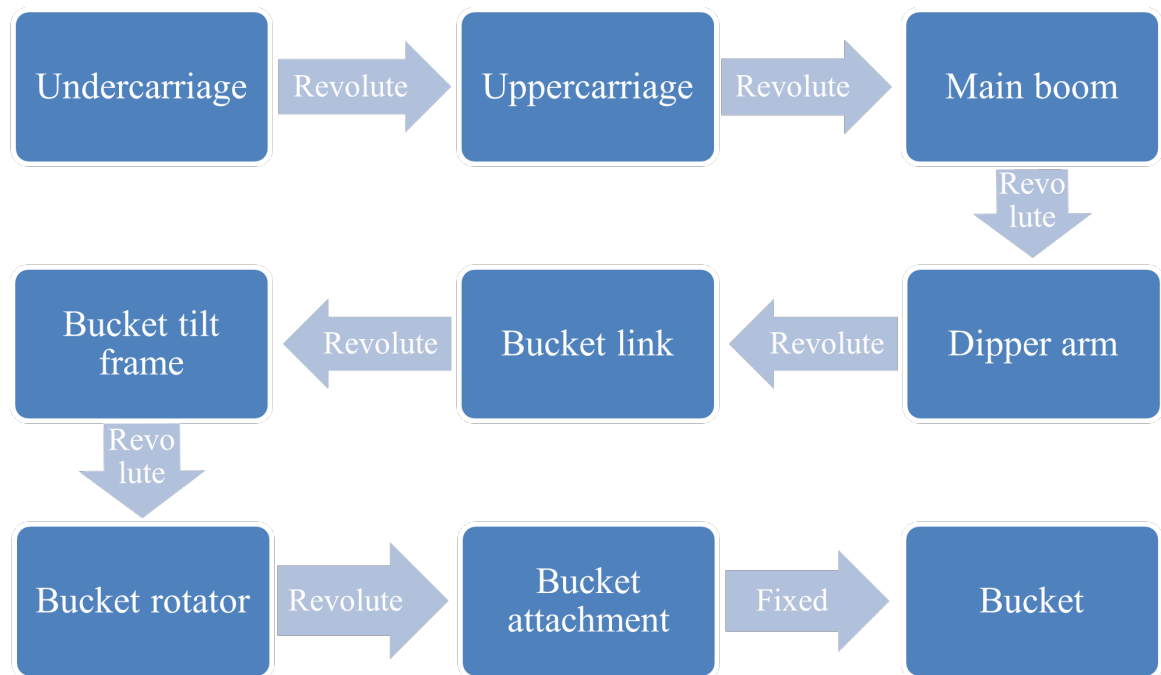 Undercarriage
Revolute
Uppercarriage
Revolute
Main boom
Revo
lute
Dipper arm
Revolute
Bucket link
Revolute
Bucket tilt
frame
Revo
lute
Bucket rotator
Revolute
Bucket
attachment
Fixed
Bucket